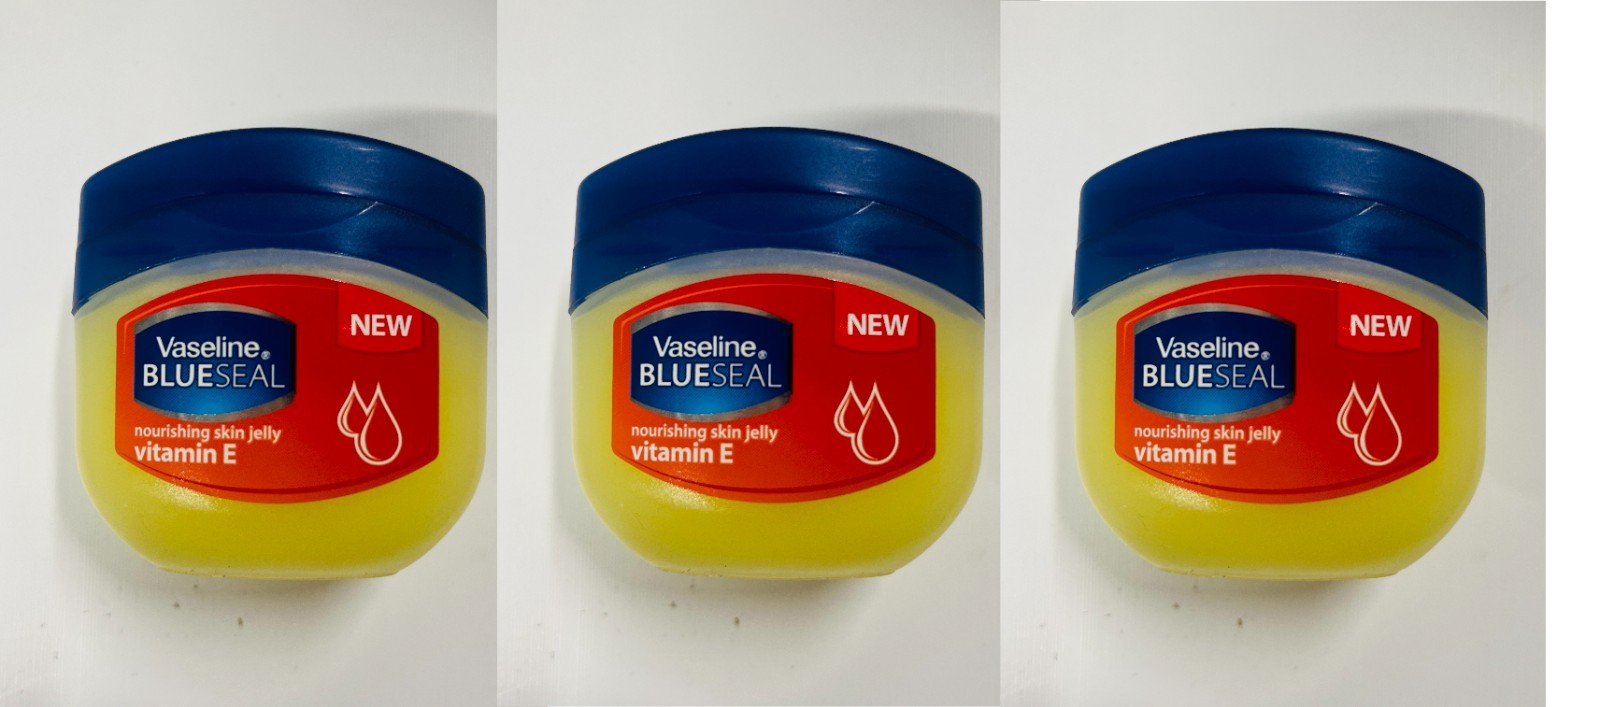 NEW
Vaseline®
BLUESEAL
nourishing skin jelly
vitamin E
NEW
Vaseline®
BLUESEAL
nourishing skin jelly
vitamin E
NEW
Vaseline®
BLUESEAL
nourishing skin jelly
vitamin E